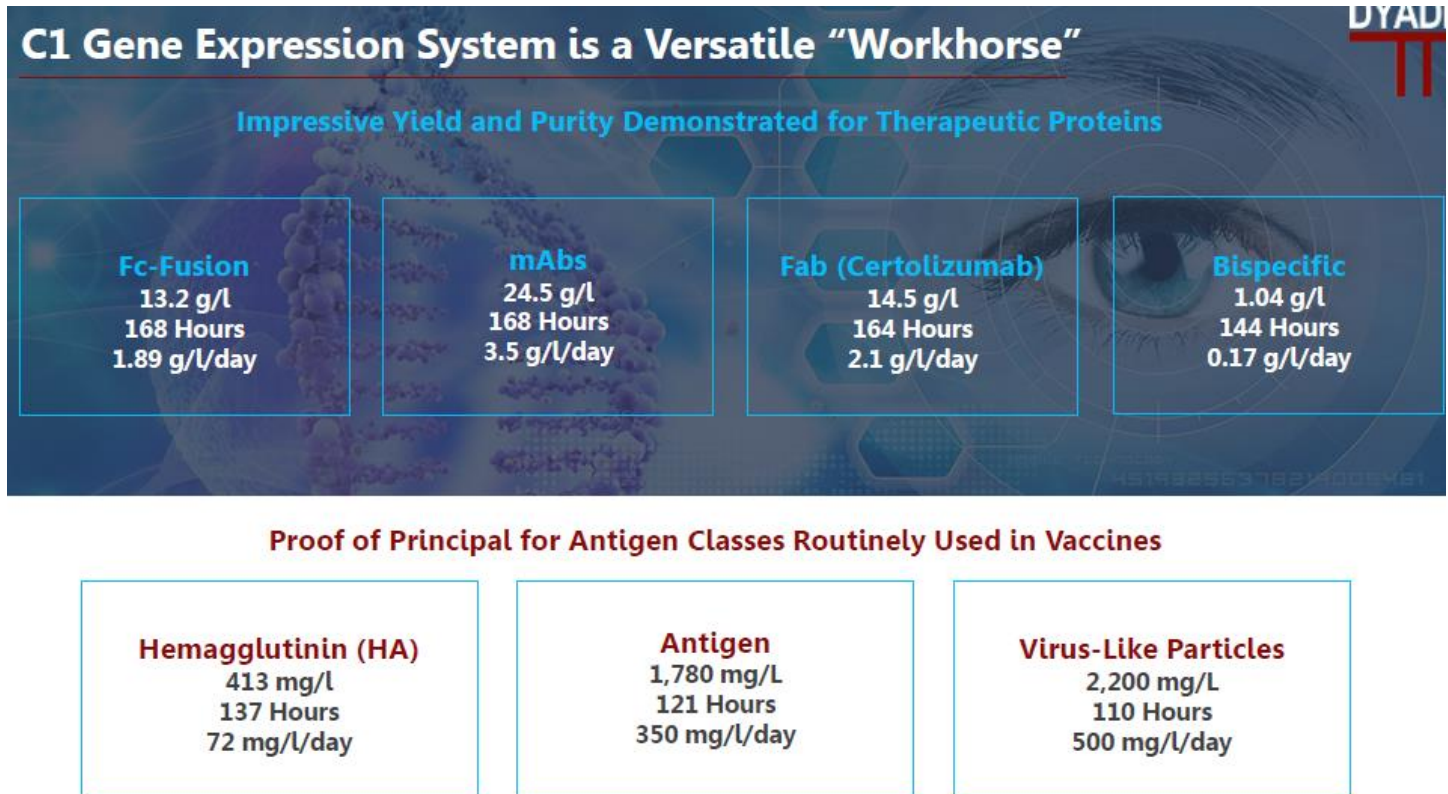 C1 Gene Expression System is a Versatile “Workhorse”
DYADI
Impressive Yield and Purity Demonstrated for Therapeutic Proteins
Fc-Fusion
13.2 g/l
168 Hours
1.89 g/l/day
mAbs
24.5 g/l
168 Hours
3.5 g/l/day
Fab (Certolizumab)
14.5 g/l
164 Hours
2.1 g/l/day
Bispecific
1.04 g/l
144 Hours
0.17 g/l/day
Proof of Principal for Antigen Classes Routinely Used in Vaccines
Hemagglutinin (HA)
413 mg/l
137 Hours
72 mg/l/day
Antigen
1,780 mg/L
121 Hours
350 mg/l/day
Virus-Like Particles
2,200 mg/L
110 Hours
500 mg/l/day